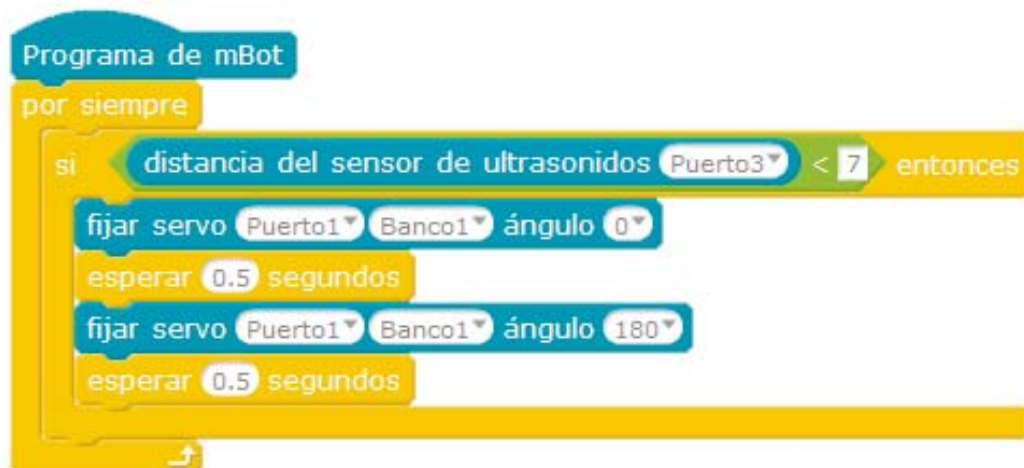 Programa de mBot
por siempre
si distancia del sensor de ultrasonidos Puerto3 < 7 entonces
fijar servo Puerto1 Banco1 ángulo 0
esperar 0.5 segundos
fijar servo Puerto1 Banco1 ángulo 180
esperar 0.5 segundos